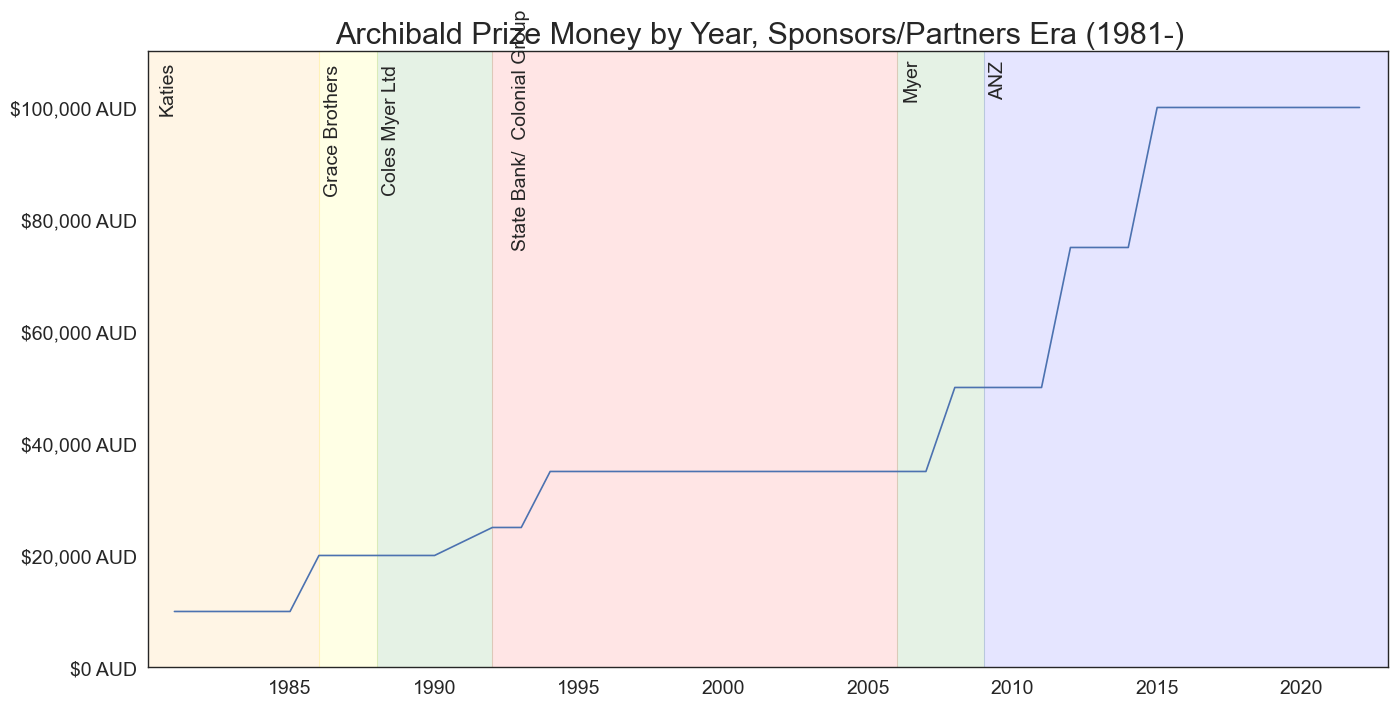 Archibald Prize Money by Year, Sponsors/Partners Era (1981-)
Katies
Grace Brothers
Coles Myer Ltd
State Bank/  Colonial Group
Myer
ANZ
$100,000 AUD
$80,000 AUD
$60,000 AUD
$40,000 AUD
$20,000 AUD
$0 AUD
1985
1990
1995
2000
2005
2010
2015
2020